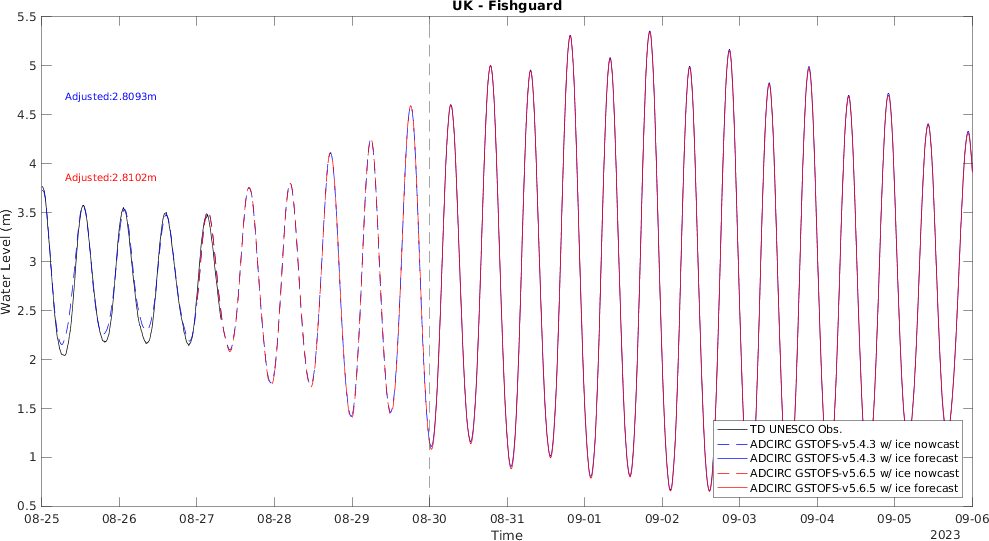 UK - Fishguard
5.5
5
4.5
4
3.5
3
2.5
2
1.5
1
0.5
Water Level (m)
Adjusted:2.8093m
Adjusted:2.8102m
TD UNESCO Obs.
ADCIRC GSTOFS-v5.4.3 w/ ice nowcast
ADCIRC GSTOFS-v5.4.3 w/ ice forecast
ADCIRC GSTOFS-v5.6.5 w/ ice nowcast
ADCIRC GSTOFS-v5.6.5 w/ ice forecast
08-25 08-26 08-27 08-28 08-29 08-30 08-31 09-01 09-02 09-03 09-04 09-05 09-06
Time
2023